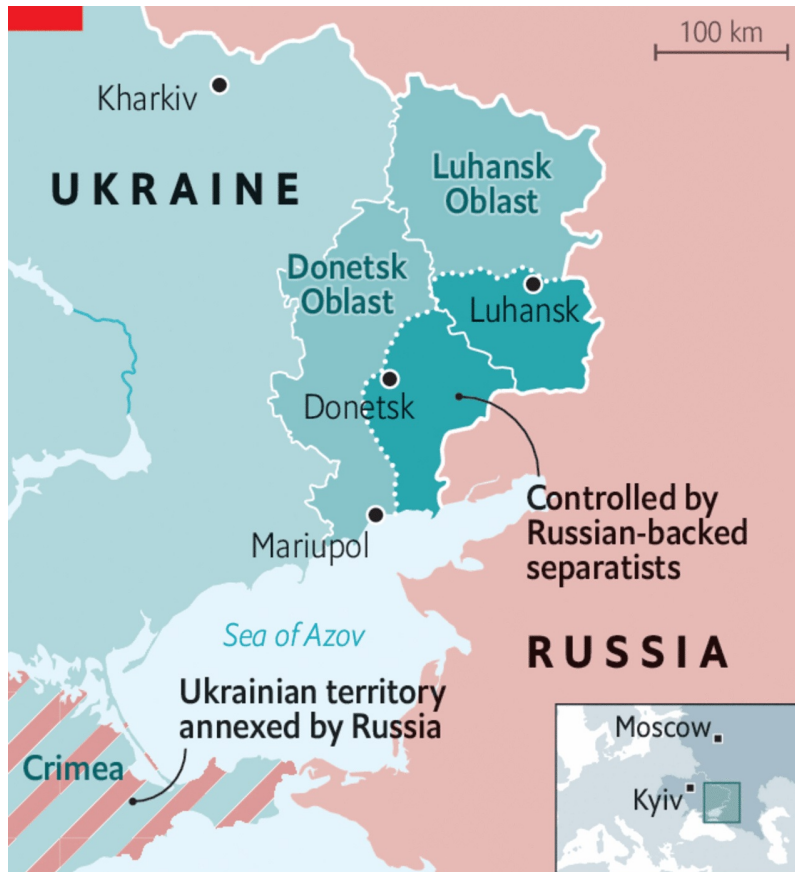 100 km
Kharkiv
UKRAINE
Luhansk
Oblast
Donetsk
Oblast
Luhansk
Donetsk
Mariupol
Controlled by
Russian-backed
separatists
Sea of Azov
RUSSIA
Ukrainian territory
annexed by Russia
Crimea
Moscow
Kyiv